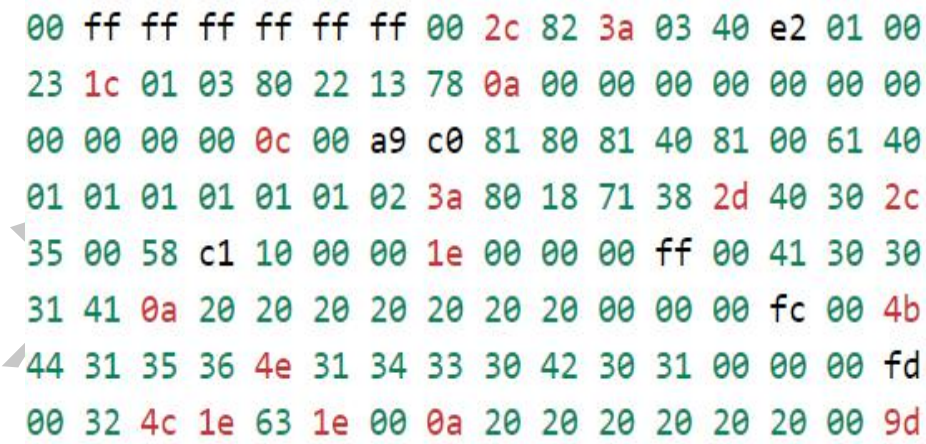 00 ff ff ff ff ff ff 00 2c 82 3a 03 40 e2 01 00
23 1c 01 03 80 22 13 78 0a 00 00 00 00 00 00 00
00 00 00 00 0c 00 a9 c0 81 80 81 40 81 00 61 40
01 01 01 01 01 01 02 3a 80 18 71 38 2d 40 30 2c
35 00 58 c1 10 00 00 1e 00 00 00 ff 00 41 30 30
31 41 0a 20 20 20 20 20 20 20 00 00 00 fc 00 4b
44 31 35 36 4e 31 34 33 30 42 30 31 00 00 00 fd
00 32 4c 1e 63 1e 00 0a 20 20 20 20 20 20 00 9d